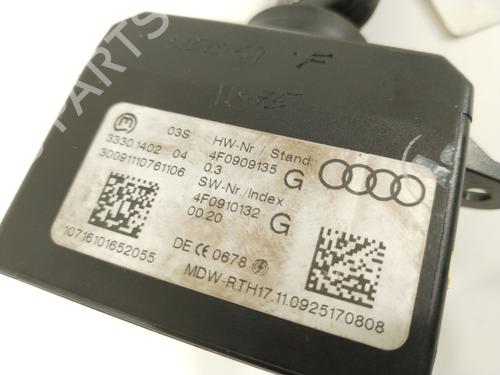 03S HW-Nr / Stand:
3330.1402 04 4F0909135 G
30091110761106 0.3
SW-Nr./Index
4F0910132 G
00.20
10716101652055 DE CE 0678
MDW-RTH17.11.0925170808
PARTS